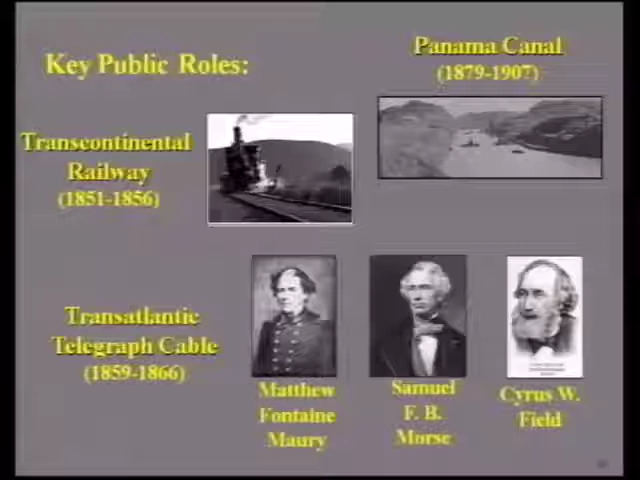 Key Public Roles:
Panama Canal
(1879-1907)
Transcontinental
Railway
(1851-1856)
Transatlantic
Telegraph Cable
(1859-1866)
Matthew
Fontaine
Maury
Samuel
F. B.
Morse
Cyrus W.
Field